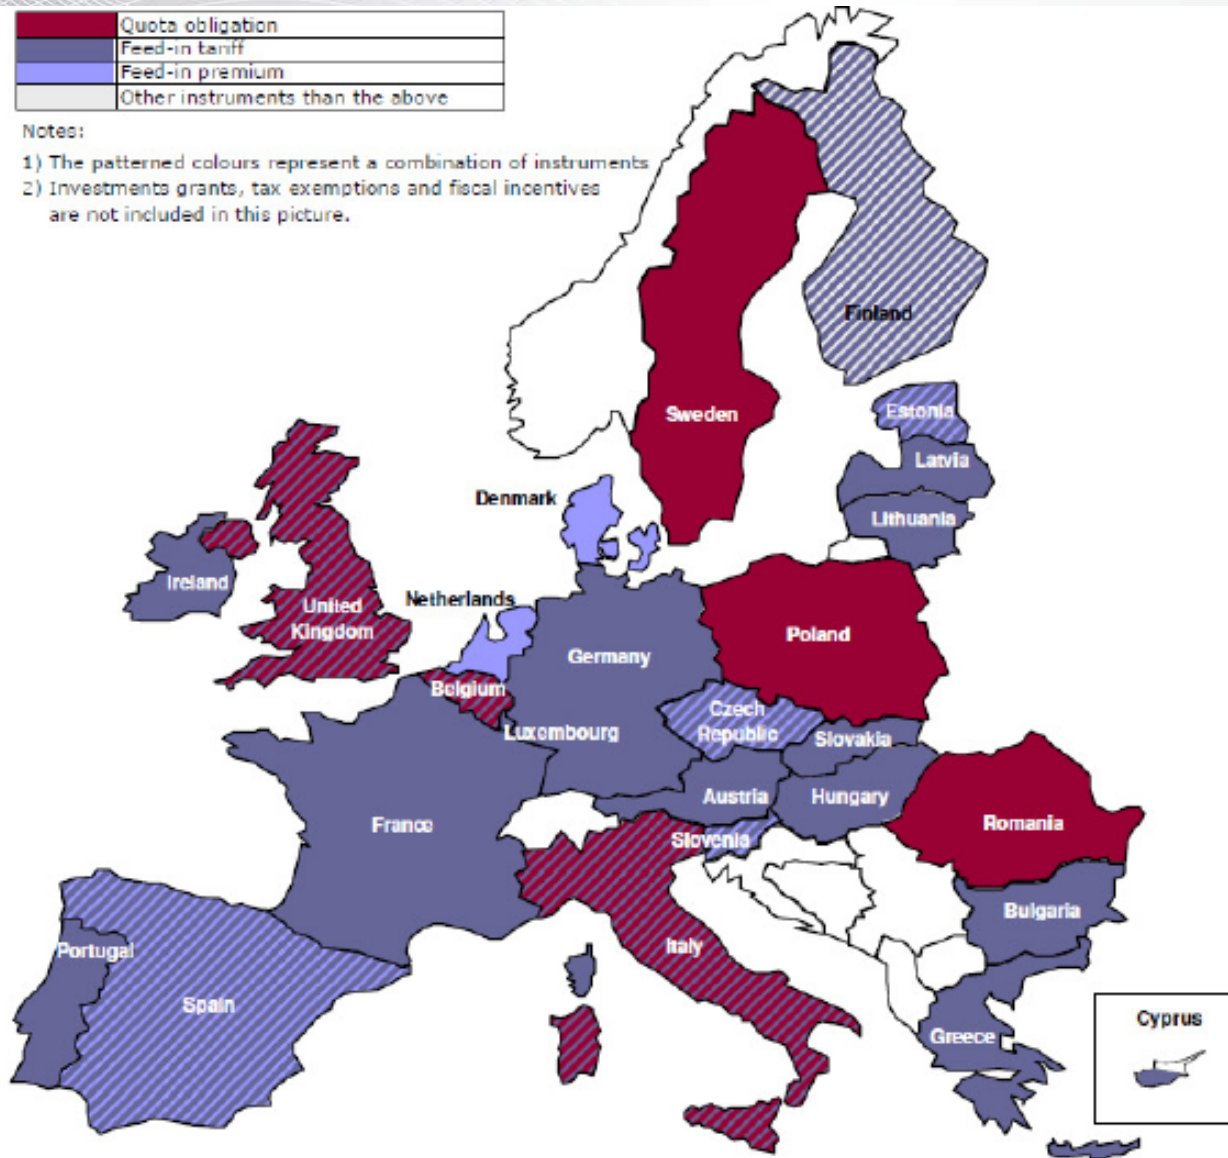 Quota obligation
Feed-in tariff
Feed-in premium
Other instruments than the above
Notes:
1) The patterned colours represent a combination of instruments
2) Investments grants, tax exemptions and fiscal incentives
are not included in this picture.
Finland
Sweden
Estonia
Latvia
Denmark
Lithuania
Ireland
Netherlands
United
Kingdom
Poland
Germany
Belgium
Czech
Republic
Luxembourg
Slovakia
Austria
Hungary
France
Romania
Slovenia
Bulgaria
Italy
Portugal
Spain
Cyprus
Greece